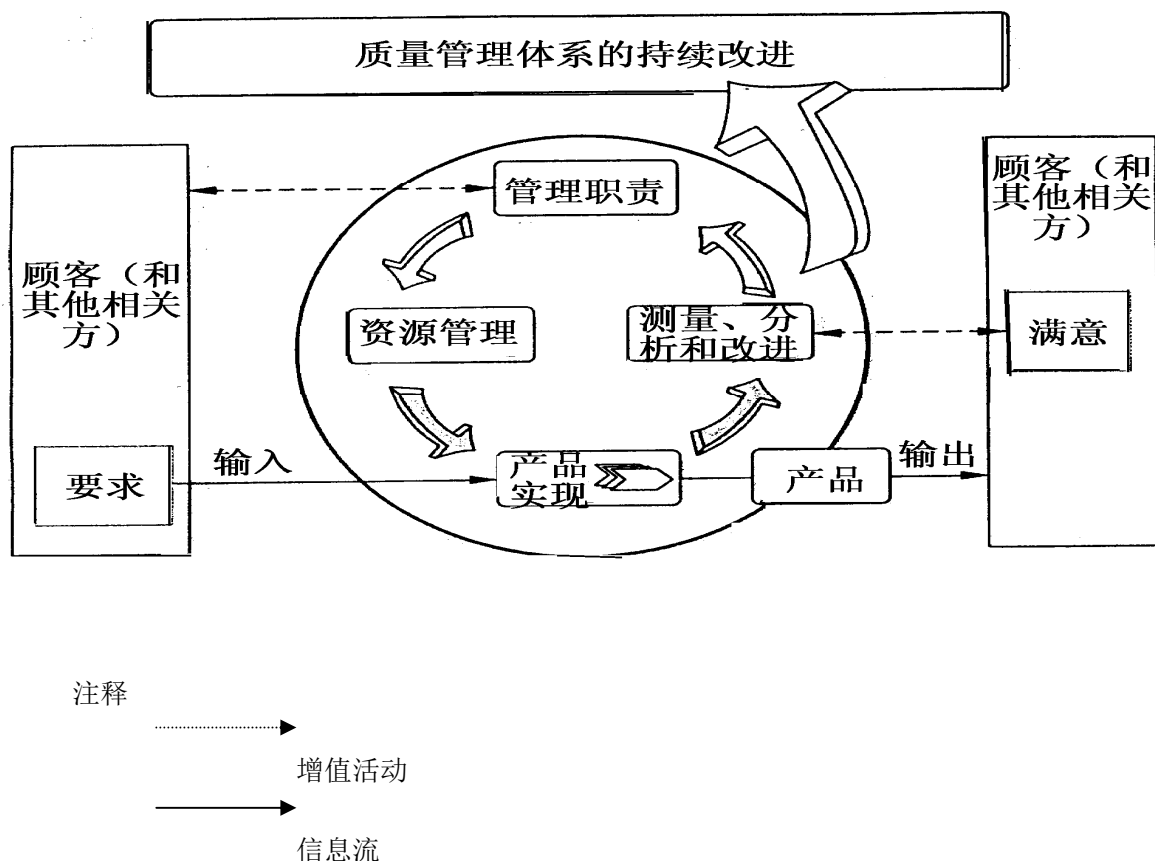 质量管理体系的持续改进
顾客（和
其他相关
方）
要求
输入
管理职责
资源管理
测量、分
析和改进
产品
实现
产品
输出
顾客（和
其他相关
方）
满意
注释
增值活动
信息流